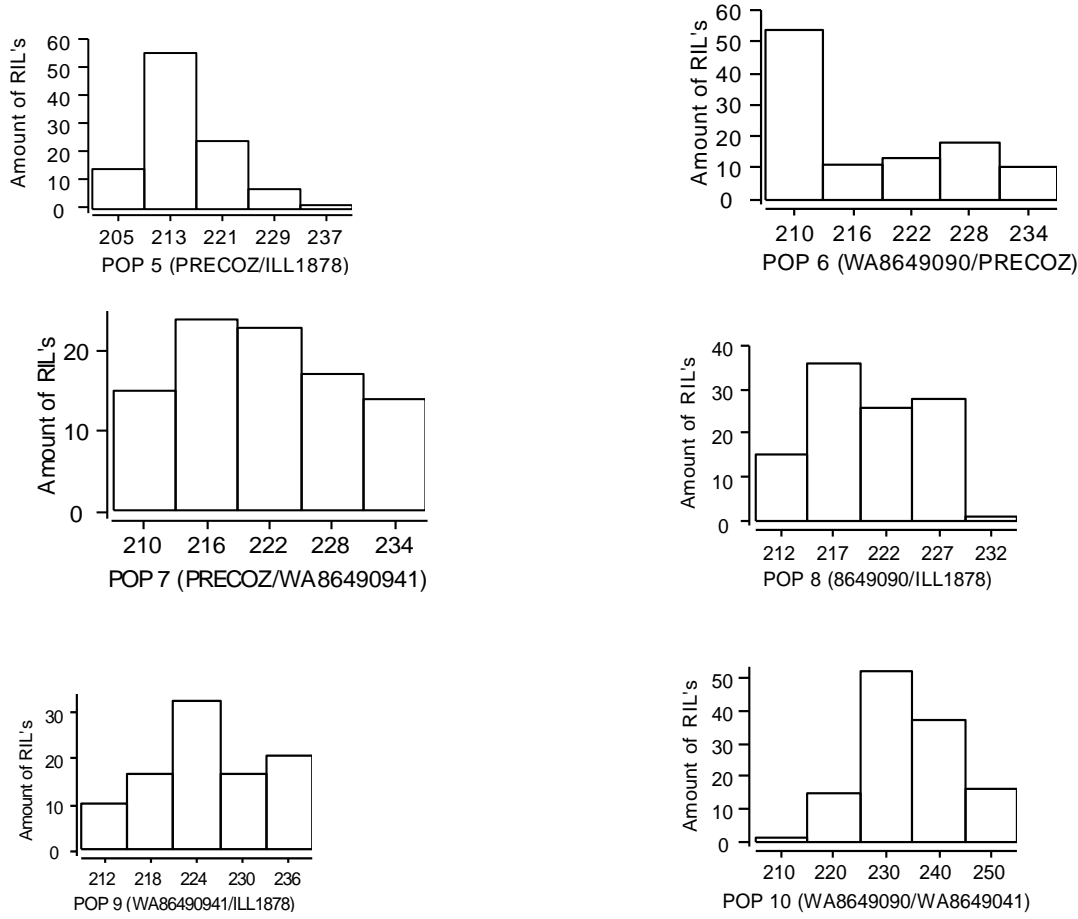 Amount of RIL's
60
50
40
30
20
10
0
205 213 221 229 237
POP 5 (PRECOZ/ILL1878)
Amount of RIL's
60
50
40
30
20
10
0
210 216 222 228 234
POP 6 (WA8649090/PRECOZ)
Amount of RIL's
20
10
0
210 216 222 228 234
POP 7 (PRECOZ/WA86490941)
Amount of RIL's
40
30
20
10
0
212 217 222 227 232
POP 8 (8649090/ILL1878)
Amount of RIL's
30
20
10
0
212 218 224 230 236
POP 9 (WA86490941/ILL1878)
Amount of RIL's
50
40
30
20
10
0
210 220 230 240 250
POP 10 (WA8649090/WA8649041)